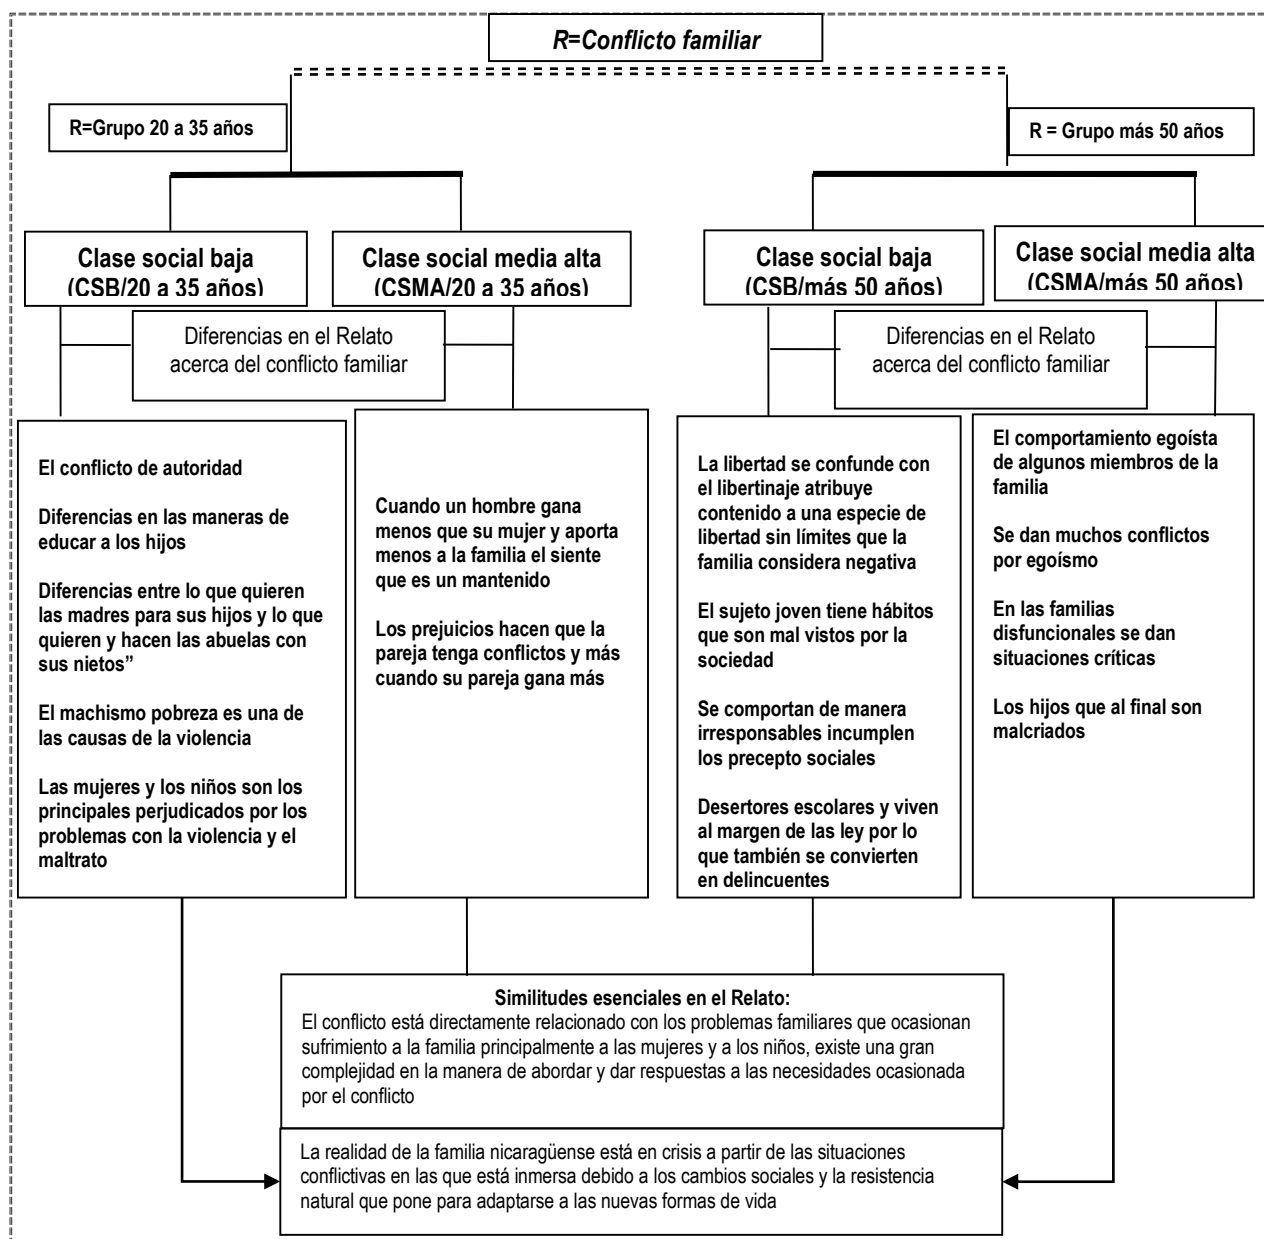 R=Conflicto familiar
R=Grupo 20 a 35 años
R = Grupo más 50 años
Clase social baja
(CSB/20 a 35 años)
Clase social media alta
(CSMA/20 a 35 años)
Clase social baja
(CSB/más 50 años)
Clase social media alta
(CSMA/más 50 años)
Diferencias en el Relato
acerca del conflicto familiar
Diferencias en el Relato
acerca del conflicto familiar
El conflicto de autoridad
Diferencias en las maneras de
educar a los hijos
Diferencias entre lo que quieren
las madres para sus hijos y lo que
quieren y hacen las abuelas con
sus nietos”
El machismo pobreza es una de
las causas de la violencia
Las mujeres y los niños son los
principales perjudicados por los
problemas con la violencia y el
maltrato
Cuando un hombre gana
menos que su mujer y aporta
menos a la familia el siente
que es un mantenido
Los prejuicios hacen que la
pareja tenga conflictos y más
cuando su pareja gana más
La libertad se confunde con
el libertinaje atribuye
contenido a una especie de
libertad sin límites que la
familia considera negativa
El sujeto joven tiene hábitos
que son mal vistos por la
sociedad
Se comportan de manera
irresponsables incumplen
los precepto sociales
Desertores escolares y viven
al margen de las ley por lo
que también se convierten
en delincuentes
El comportamiento egoísta
de algunos miembros de la
familia
Se dan muchos conflictos
por egoísmo
En las familias
disfuncionales se dan
situaciones críticas
Los hijos que al final son
malcriados
Similitudes esenciales en el Relato:
El conflicto está directamente relacionado con los problemas familiares que ocasionan
sufrimiento a la familia principalmente a las mujeres y a los niños, existe una gran
complejidad en la manera de abordar y dar respuestas a las necesidades ocasionada
por el conflicto
La realidad de la familia nicaragüense está en crisis a partir de las situaciones
conflictivas en las que está inmersa debido a los cambios sociales y la resistencia
natural que pone para adaptarse a las nuevas formas de vida